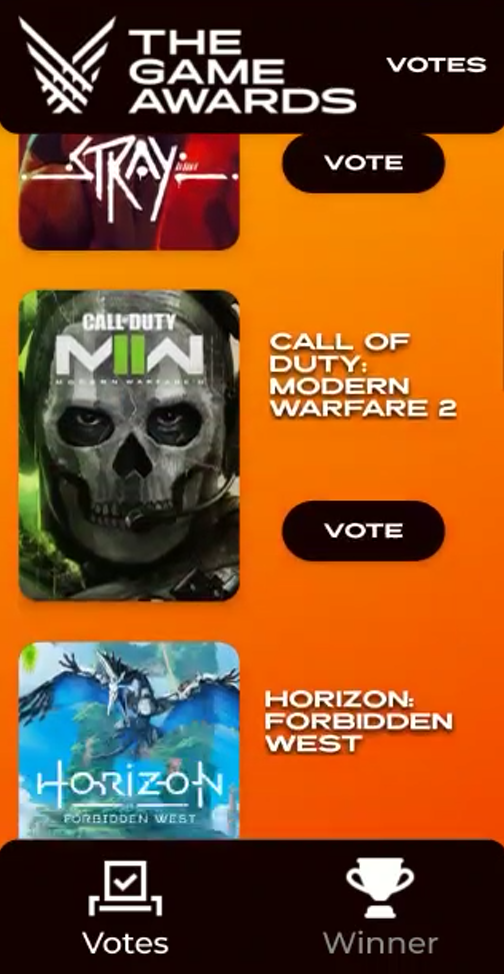 THE
GAME
AWARDS
VOTES
STRAY
VOTE
CALL OF DUTY
MWII
MODERN WARFARE II
CALL OF
DUTY:
MODERN
WARFARE 2
VOTE
HORIZON
FORBIDDEN WEST
HORIZON:
FORBIDDEN
WEST
Votes
Winner